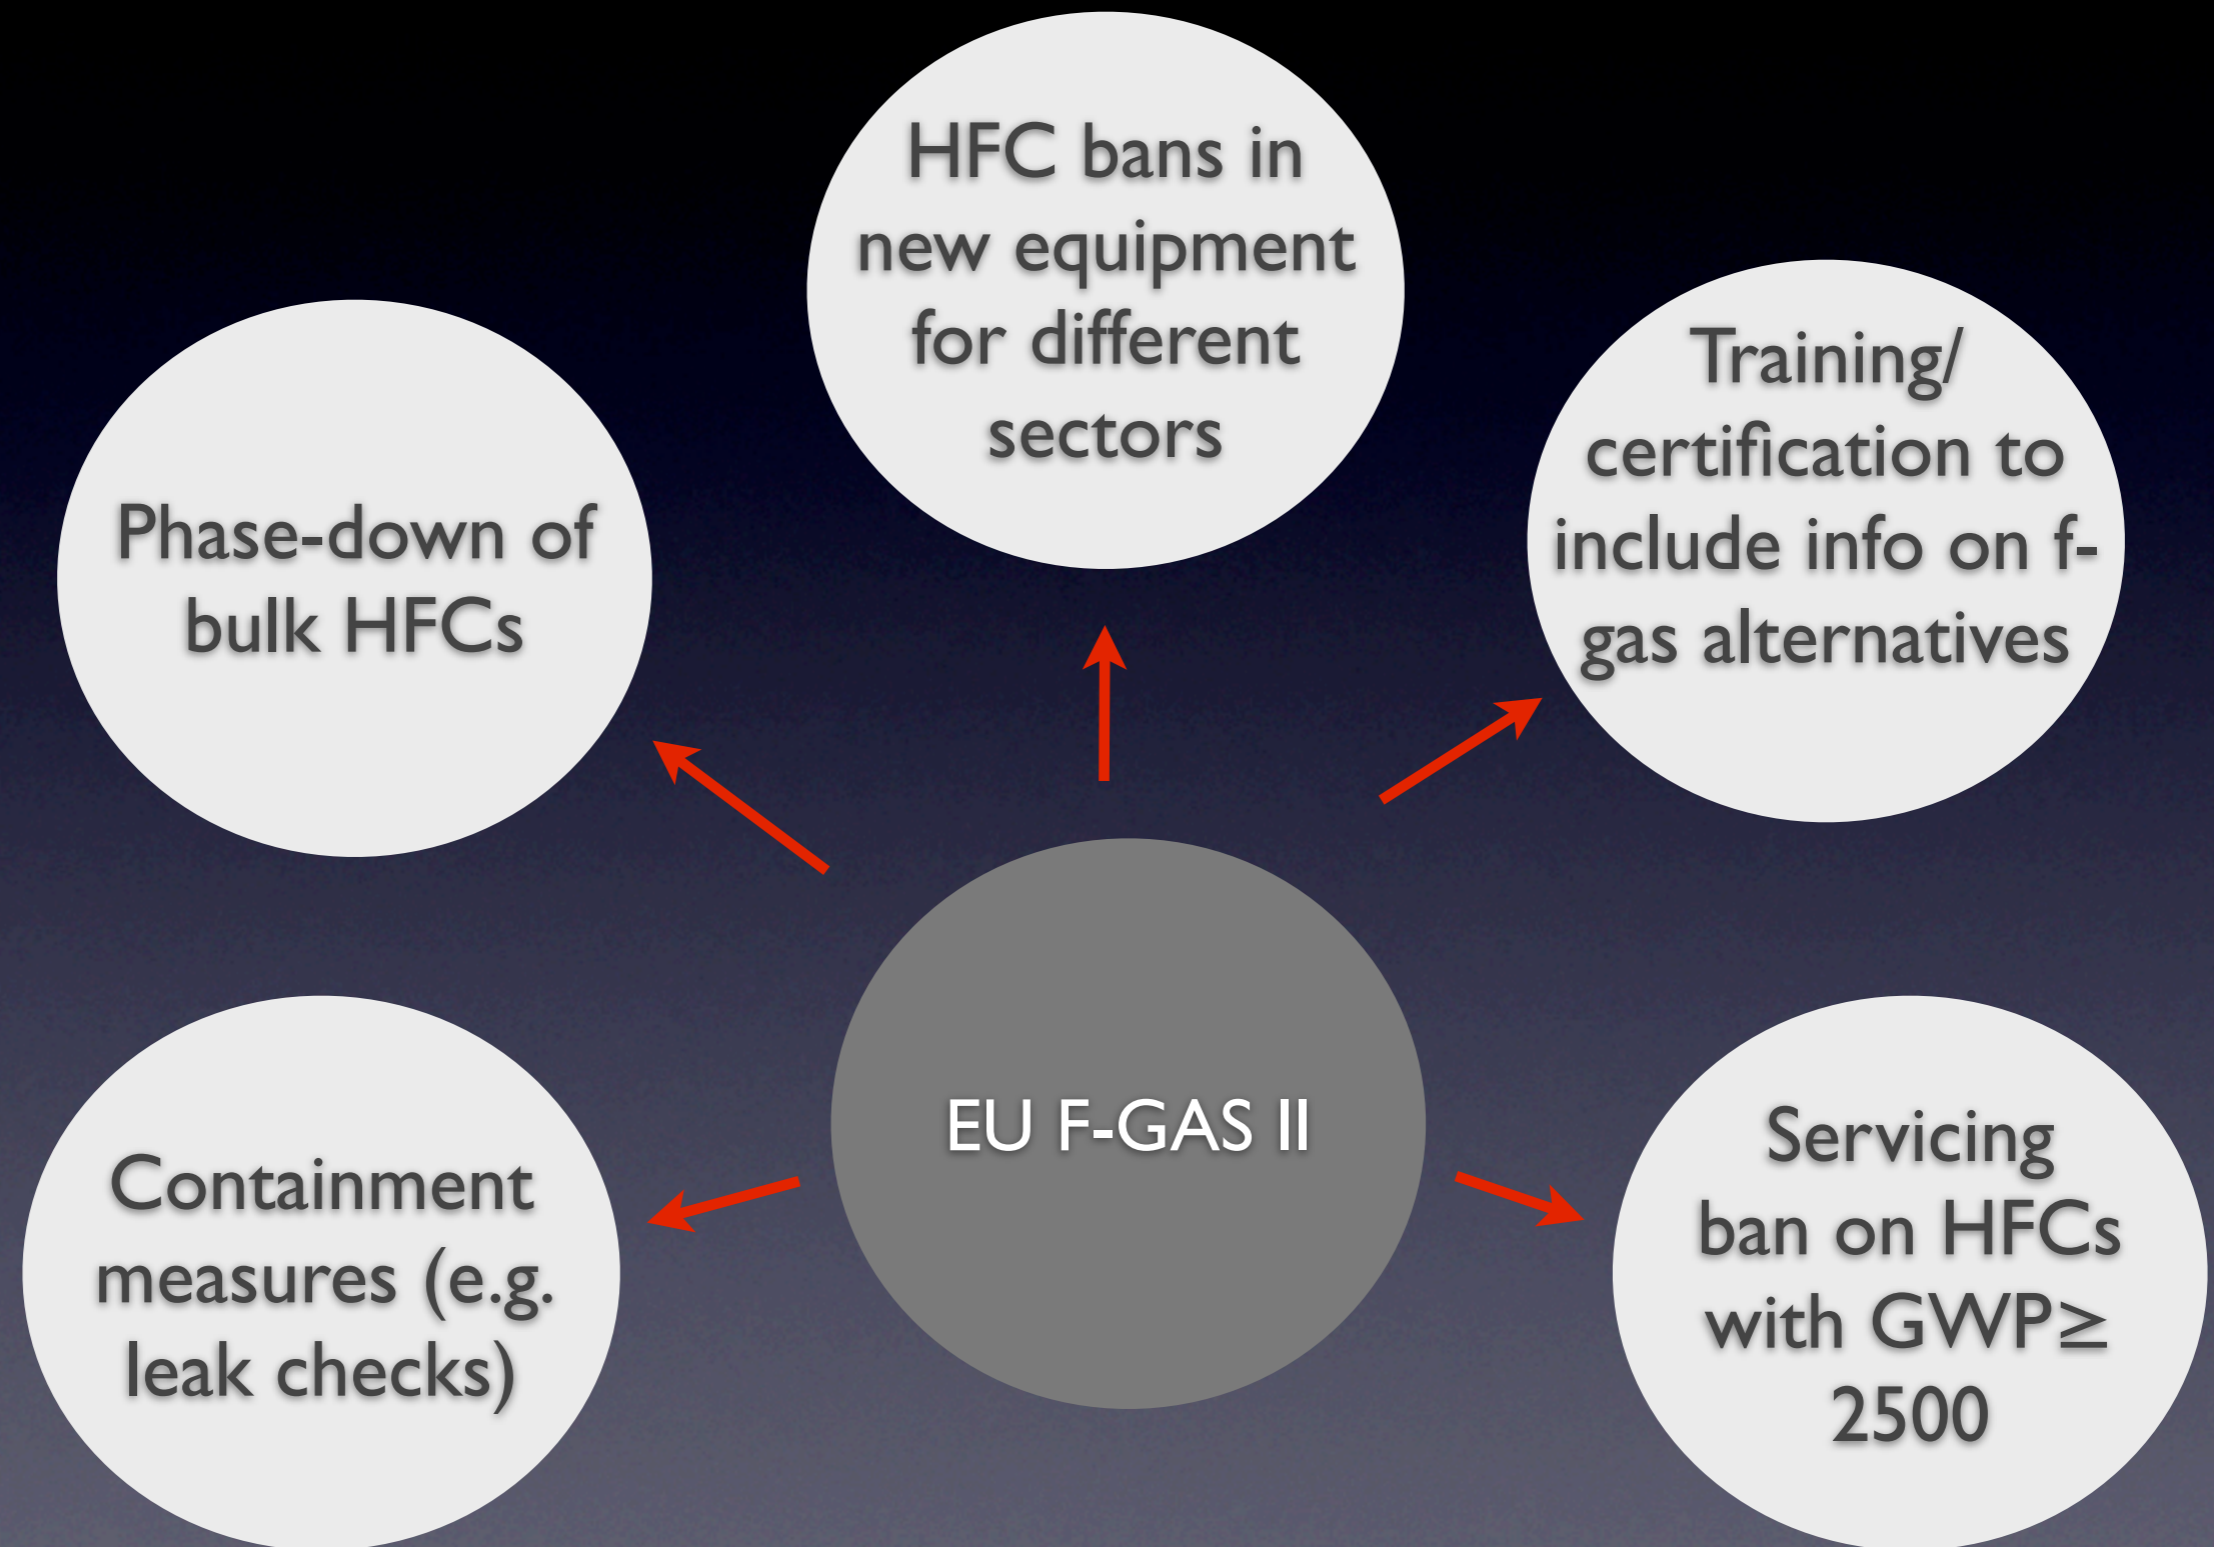 HFC bans in
new equipment
for different
sectors
Phase-down of
bulk HFCs
Training/
certification to
include info on f-
gas alternatives
EU F-GAS II
Containment
measures (e.g.
leak checks)
Servicing
ban on HFCs
with GWP≥
2500